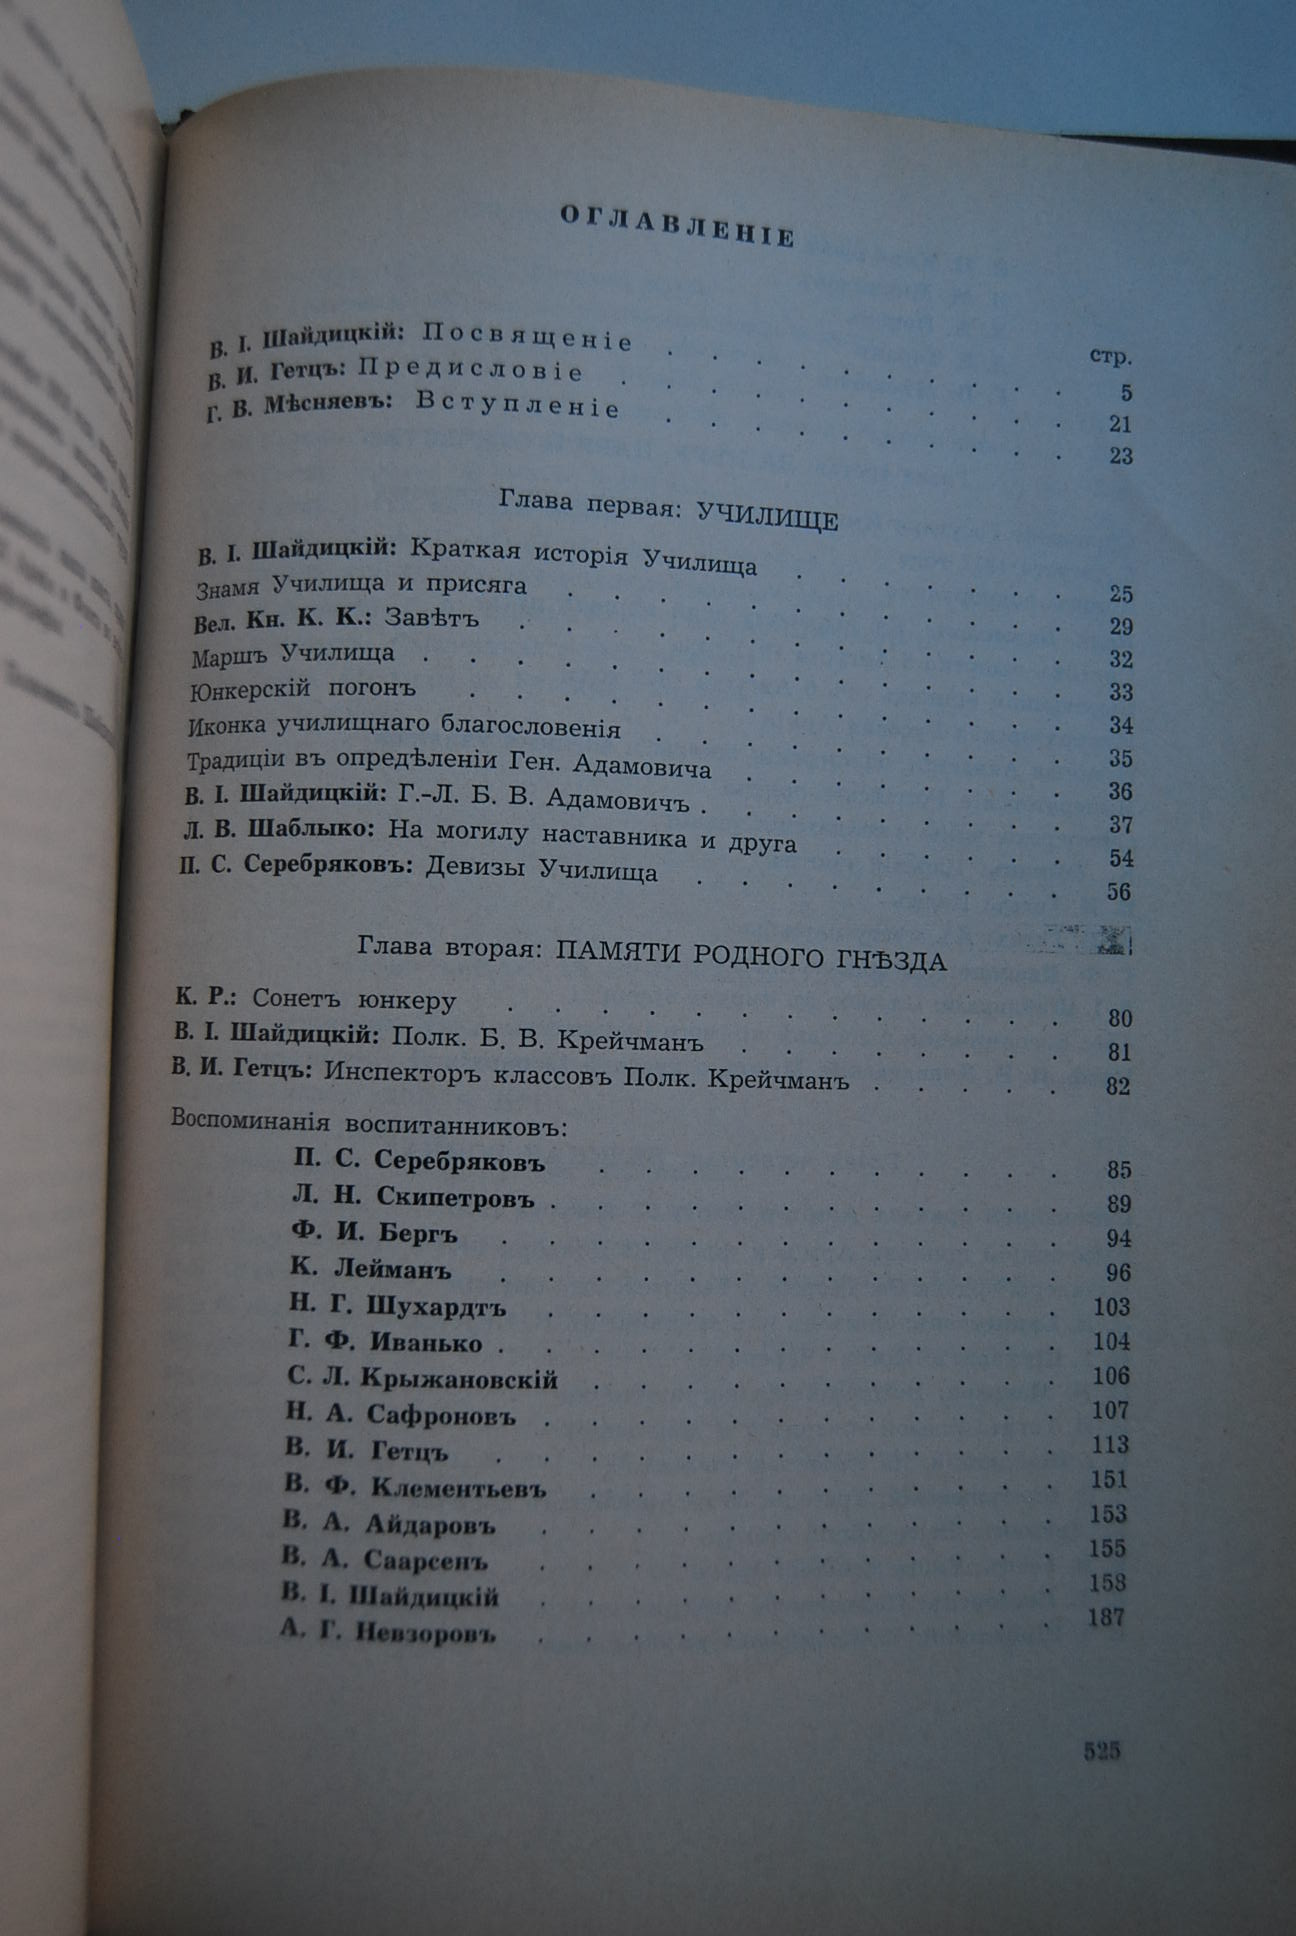 ОГЛАВЛЕНІЕ
стр.
В. І. Шайдицкій: Посвященіе . . . . . . . . . 5
В. И. Гетцъ: Предисловіе . . . . . . . . . . 21
Г. В. Мѣсняевъ: Вступленіе . . . . . . . . . 23
Глава первая: УЧИЛИЩЕ
В. І. Шайдицкій: Краткая исторія Училища . . . . . . 25
Знамя Училища и присяга . . . . . . . . . . . 29
Вел. Кн. К. К.: Завѣтъ . . . . . . . . . . . . 32
Маршъ Училища . . . . . . . . . . . . . . 33
Юнкерскій погонъ . . . . . . . . . . . . . 34
Иконка училищнаго благословенія . . . . . . . . . 35
Традиціи въ опредѣленіи Ген. Адамовича . . . . . . . 36
В. І. Шайдицкій: Г.-Л. Б. В. Адамовичъ . . . . . . . . 37
Л. В. Шаблыко: На могилу наставника и друга . . . . . . 54
П. С. Серебряковъ: Девизы Училища . . . . . . . . . 56
Глава вторая: ПАМЯТИ РОДНОГО ГНѢЗДА
К. Р.: Сонетъ юнкеру . . . . . . . . . . . . . 80
В. І. Шайдицкій: Полк. Б. В. Крейчманъ . . . . . . . . 81
В. И. Гетцъ: Инспекторъ классовъ Полк. Крейчманъ . . . . . 82
Воспоминанія воспитанниковъ:
П. С. Серебряковъ . . . . . . . . . . . 85
Л. Н. Скипетровъ . . . . . . . . . . . . 89
Ф. И. Бергъ . . . . . . . . . . . . . 94
К. Лейманъ . . . . . . . . . . . . . 96
Н. Г. Шухардтъ . . . . . . . . . . . . 103
Г. Ф. Иванько . . . . . . . . . . . . . 104
С. Л. Крыжановскій . . . . . . . . . . . 106
Н. А. Сафроновъ . . . . . . . . . . . . 107
В. И. Гетцъ . . . . . . . . . . . . . 113
В. Ф. Клементьевъ . . . . . . . . . . . 151
В. А. Айдаровъ . . . . . . . . . . . . 153
В. А. Саарсенъ . . . . . . . . . . . . 155
В. І. Шайдицкій . . . . . . . . . . . . 158
А. Г. Невзоровъ . . . . . . . . . . . . 187
525